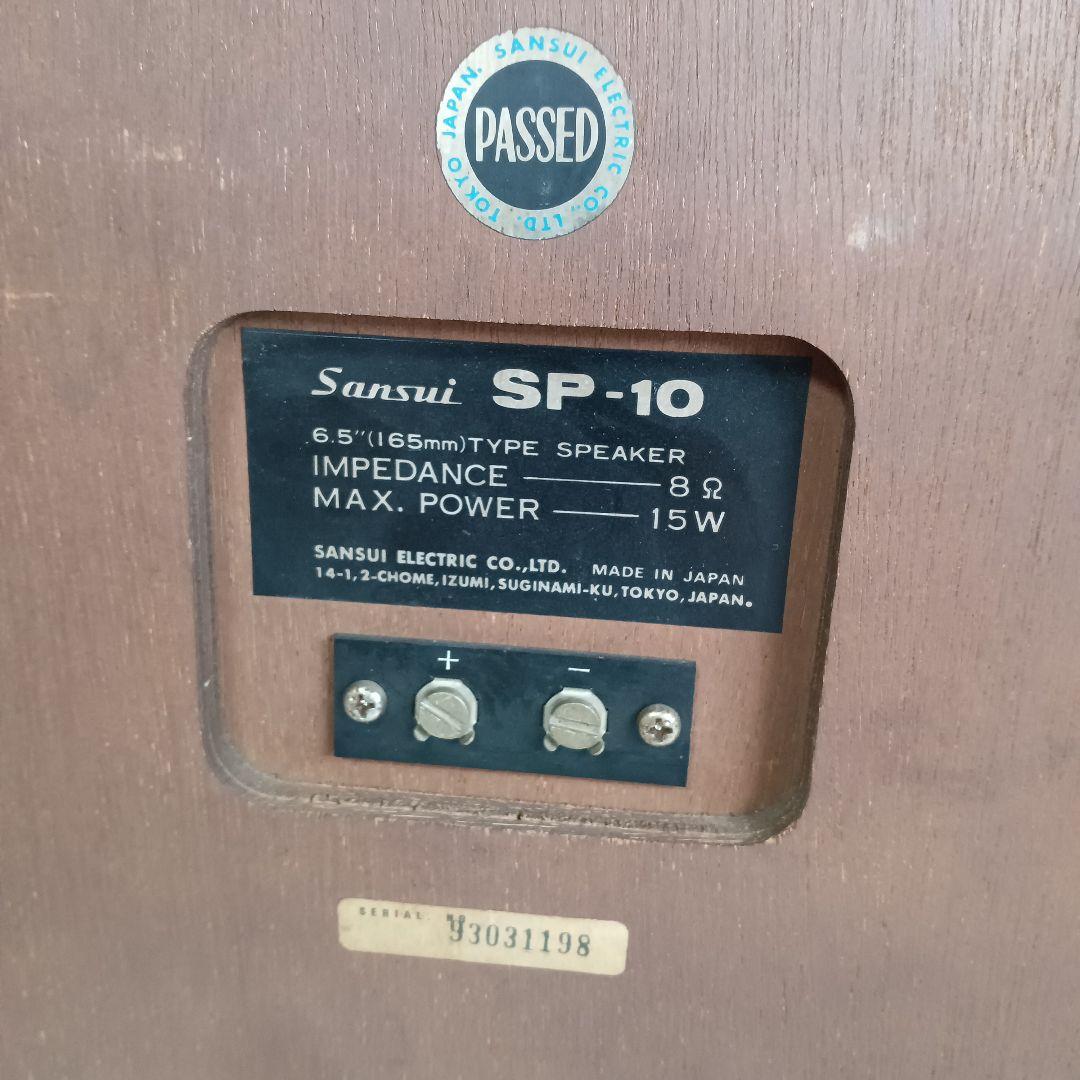 SANSUI ELECTRIC CO., LTD. TOKYO JAPAN.
PASSED
Sansui SP-10
6.5"(165mm)TYPE SPEAKER
IMPEDANCE — 8 Ω
MAX. POWER — 15W
SANSUI ELECTRIC CO.,LTD. MADE IN JAPAN
14-1, 2-CHOME, IZUMI, SUGINAMI-KU, TOKYO, JAPAN.
+ −
SERIAL NO.
93031198